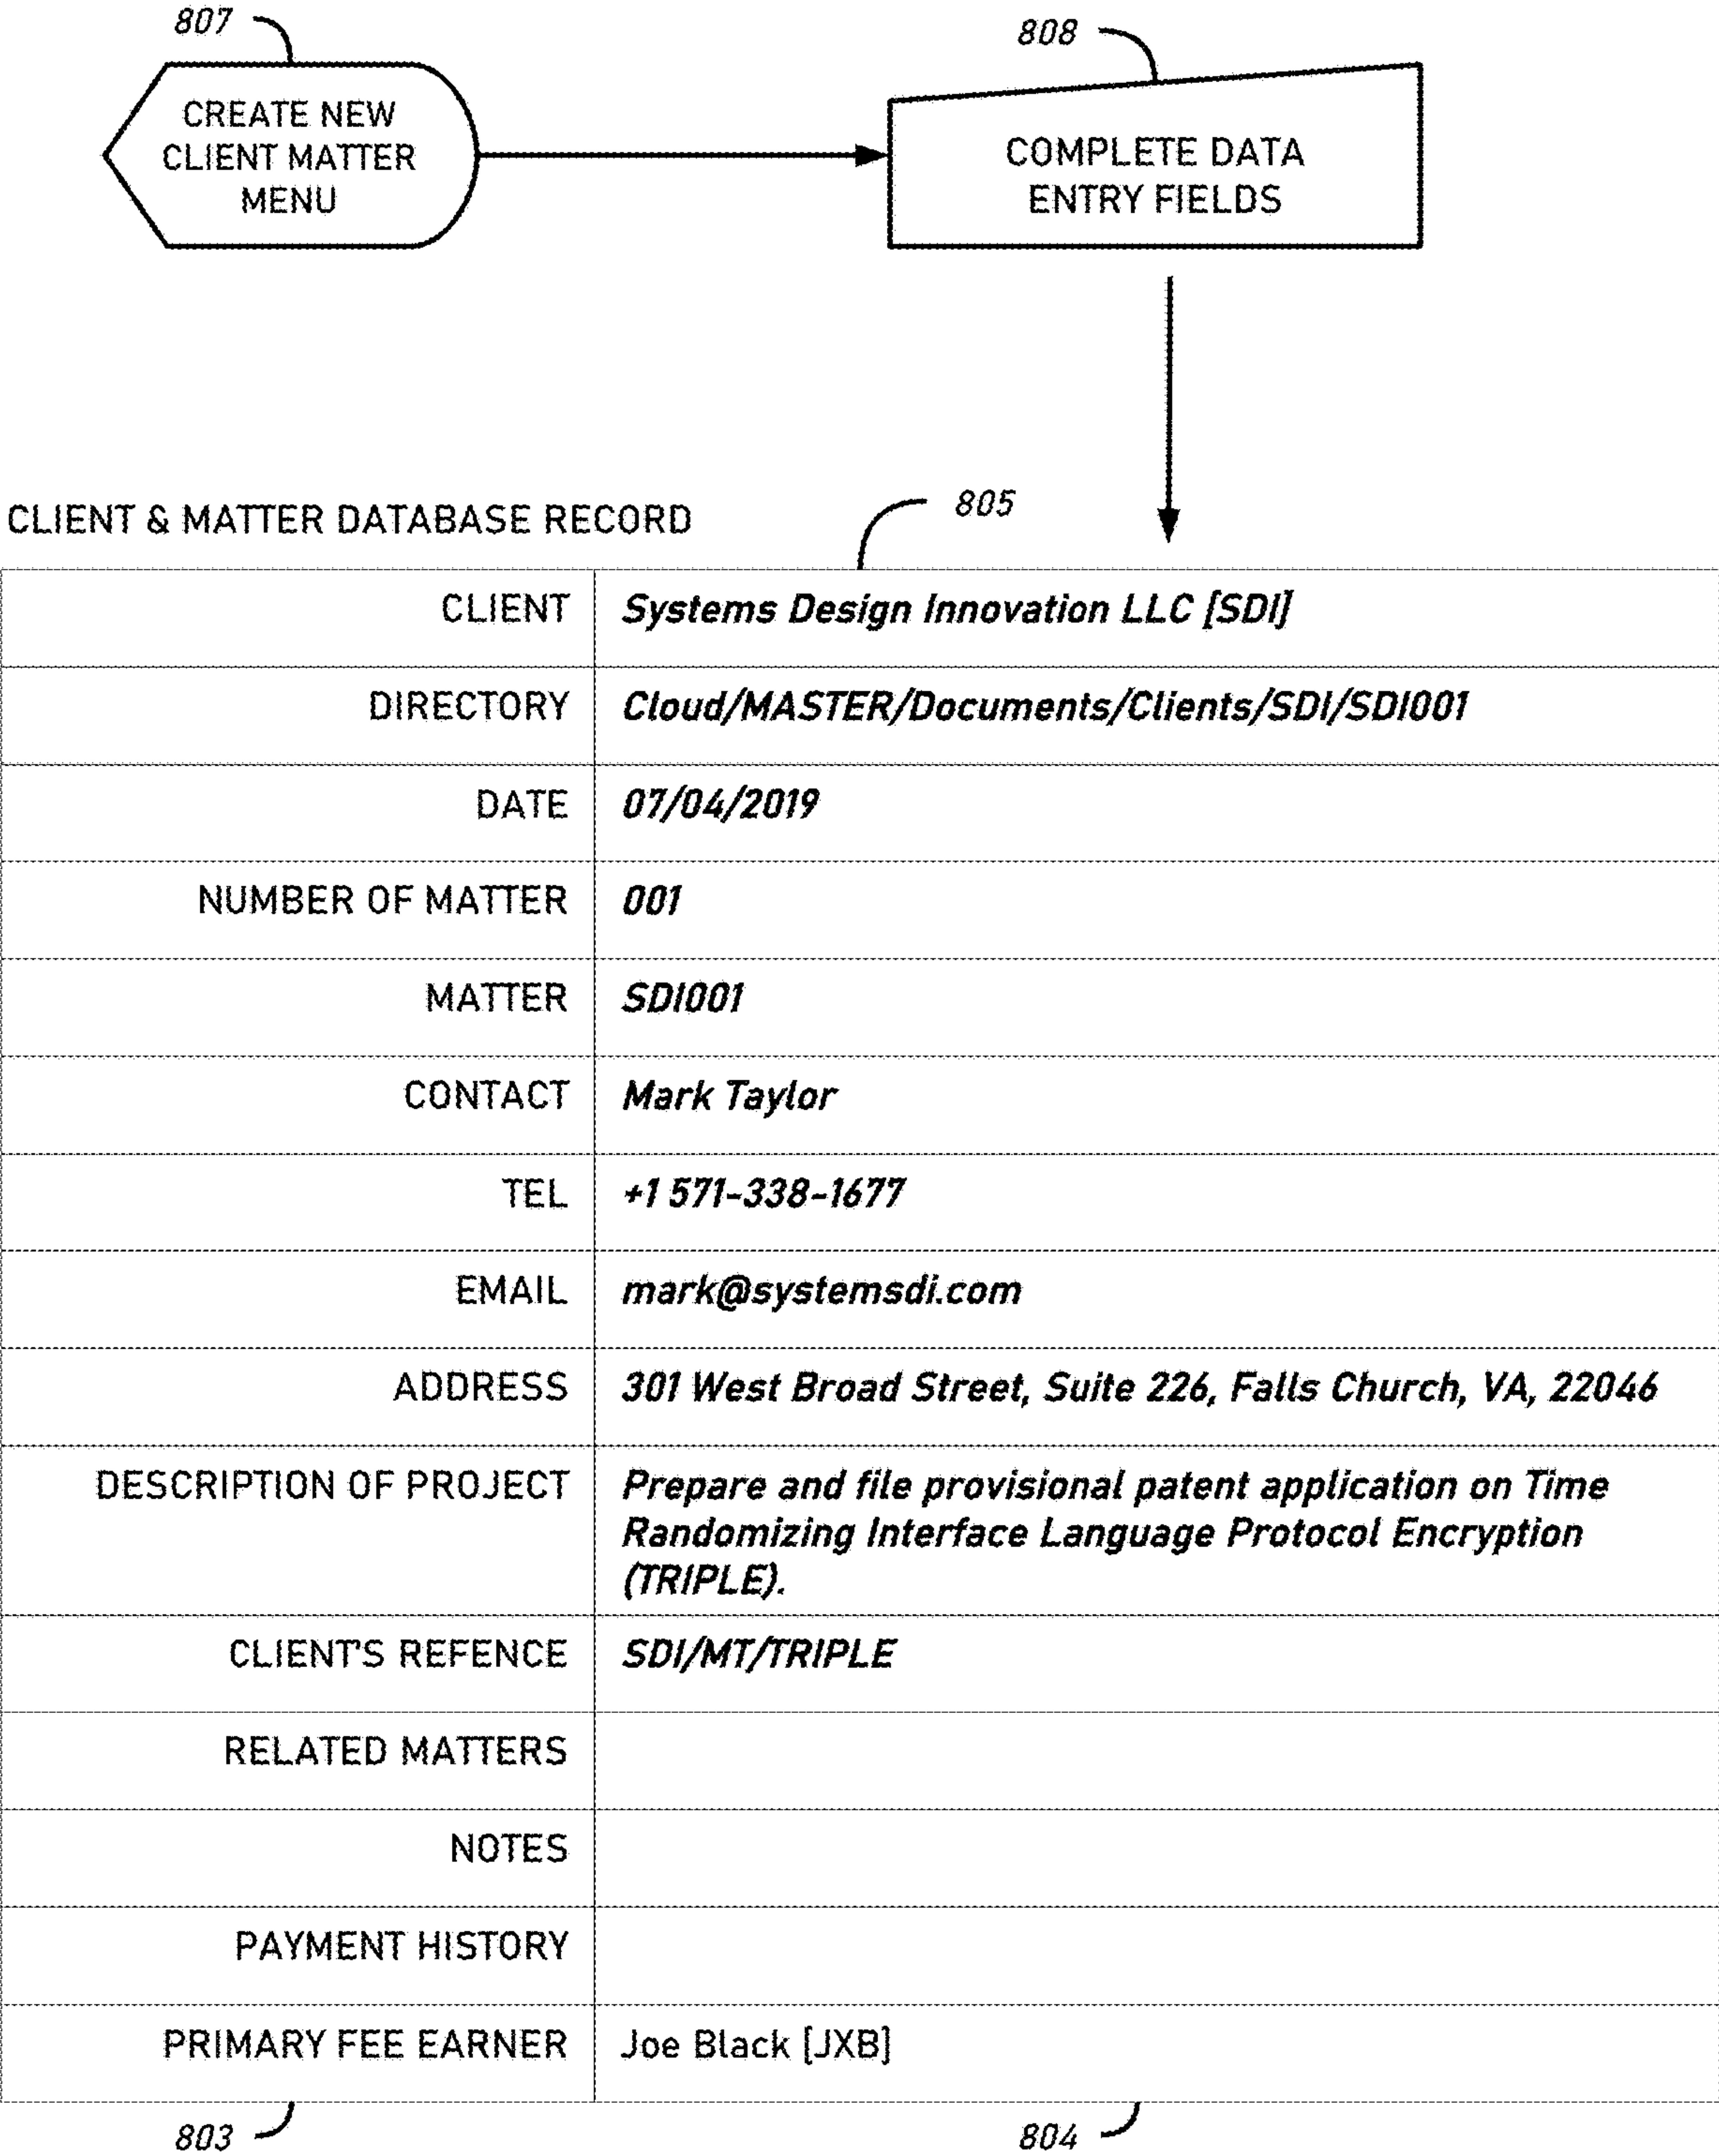 807
808
CREATE NEW
CLIENT MATTER
MENU
COMPLETE DATA
ENTRY FIELDS
CLIENT & MATTER DATABASE RECORD
805
CLIENT Systems Design Innovation LLC [SDI]
DIRECTORY Cloud/MASTER/Documents/Clients/SDI/SDI001
DATE 07/04/2019
NUMBER OF MATTER 001
MATTER SDI001
CONTACT Mark Taylor
TEL +1 571-338-1677
EMAIL mark@systemsdi.com
ADDRESS 301 West Broad Street, Suite 226, Falls Church, VA, 22046
DESCRIPTION OF PROJECT Prepare and file provisional patent application on Time
Randomizing Interface Language Protocol Encryption
(TRIPLE).
CLIENT'S REFENCE SDI/MT/TRIPLE
RELATED MATTERS
NOTES
PAYMENT HISTORY
PRIMARY FEE EARNER Joe Black [JXB]
803
804